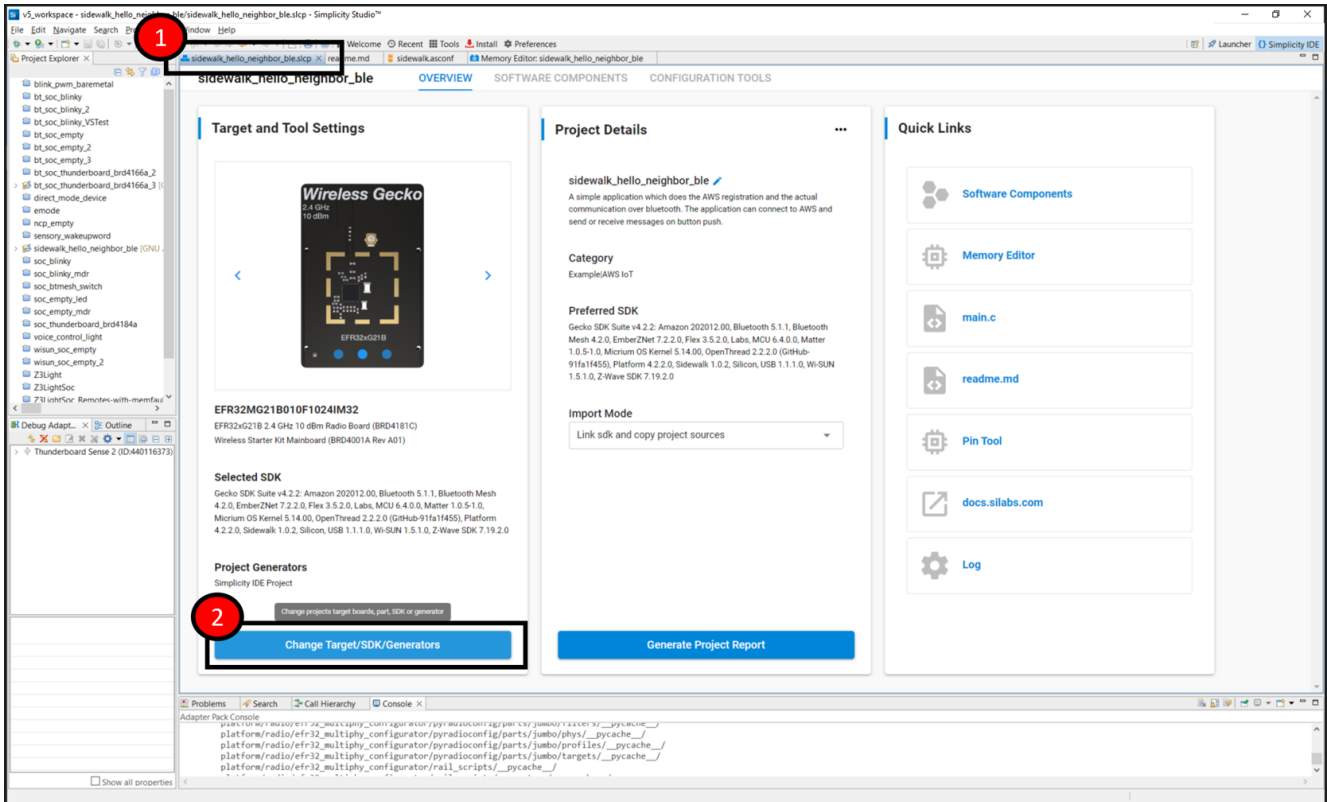 v5_workspace - sidewalk_hello_neighbor_ble/sidewalk_hello_neighbor_ble.slcp - Simplicity Studio™
File Edit Navigate Search Window Help
1
Welcome Recent Tools Install Preferences
Launcher {} Simplicity IDE
Project Explorer
sidewalk_hello_neighbor_ble.slcp
sidewalk.asconf
Memory Editor: sidewalk_hello_neighbor_ble
blink_pwm_baremetal
bt_soc_blinky
bt_soc_blinky_2
bt_soc_blinky_VSTest
bt_soc_empty
bt_soc_empty_2
bt_soc_empty_3
bt_soc_thunderboard_brd4166a_2
bt_soc_thunderboard_brd4166a_3
direct_mode_device
emode
ncp_empty
sensory_wakeupword
sidewalk_hello_neighbor_ble [GNU
soc_blinky
soc_blinky_mdr
soc_btmesh_switch
soc_empty_led
soc_empty_mdr
soc_thunderboard_brd4184a
voice_control_light
wisun_soc_empty
wisun_soc_empty_2
Z3Light
Z3LightSoc
Z3LightSoc_Remotes-with-memfaul
Debug Adapt... Outline
Thunderboard Sense 2 (ID:440116373)
Show all properties
sidewalk_hello_neighbor_ble
OVERVIEW SOFTWARE COMPONENTS CONFIGURATION TOOLS
Target and Tool Settings
Wireless Gecko
2.4 GHz
10 dBm
EFR32xG21B
EFR32MG21B010F1024IM32
EFR32xG21B 2.4 GHz 10 dBm Radio Board (BRD4181C)
Wireless Starter Kit Mainboard (BRD4001A Rev A01)
Selected SDK
Gecko SDK Suite v4.2.2: Amazon 202012.00, Bluetooth 5.1.1, Bluetooth Mesh
4.2.0, EmberZNet 7.2.2.0, Flex 3.5.2.0, Labs, MCU 6.4.0.0, Matter 1.0.5-1.0,
Micrium OS Kernel 5.14.00, OpenThread 2.2.2.0 (GitHub-91fa1f455), Platform
4.2.2.0, Sidewalk 1.0.2, Silicon, USB 1.1.1.0, Wi-SUN 1.5.1.0, Z-Wave SDK 7.19.2.0
Project Generators
Simplicity IDE Project
2
Change projects target boards, part, SDK or generator
Change Target/SDK/Generators
Project Details
sidewalk_hello_neighbor_ble
A simple application which does the AWS registration and the actual
communication over bluetooth. The application can connect to AWS and
send or receive messages on button push.
Category
Example|AWS IoT
Preferred SDK
Gecko SDK Suite v4.2.2: Amazon 202012.00, Bluetooth 5.1.1, Bluetooth
Mesh 4.2.0, EmberZNet 7.2.2.0, Flex 3.5.2.0, Labs, MCU 6.4.0.0, Matter
1.0.5-1.0, Micrium OS Kernel 5.14.00, OpenThread 2.2.2.0 (GitHub-
91fa1f455), Platform 4.2.2.0, Sidewalk 1.0.2, Silicon, USB 1.1.1.0, Wi-SUN
1.5.1.0, Z-Wave SDK 7.19.2.0
Import Mode
Link sdk and copy project sources
Generate Project Report
Quick Links
Software Components
Memory Editor
main.c
readme.md
Pin Tool
docs.silabs.com
Log
Problems Search Call Hierarchy Console
Adapter Pack Console
platform/radio/efr32_multiphy_configurator/pyradioconfig/parts/jumbo/filters/__pycache__/
platform/radio/efr32_multiphy_configurator/pyradioconfig/parts/jumbo/phys/__pycache__/
platform/radio/efr32_multiphy_configurator/pyradioconfig/parts/jumbo/profiles/__pycache__/
platform/radio/efr32_multiphy_configurator/pyradioconfig/parts/jumbo/targets/__pycache__/
platform/radio/efr32_multiphy_configurator/rail_scripts/__pycache__/